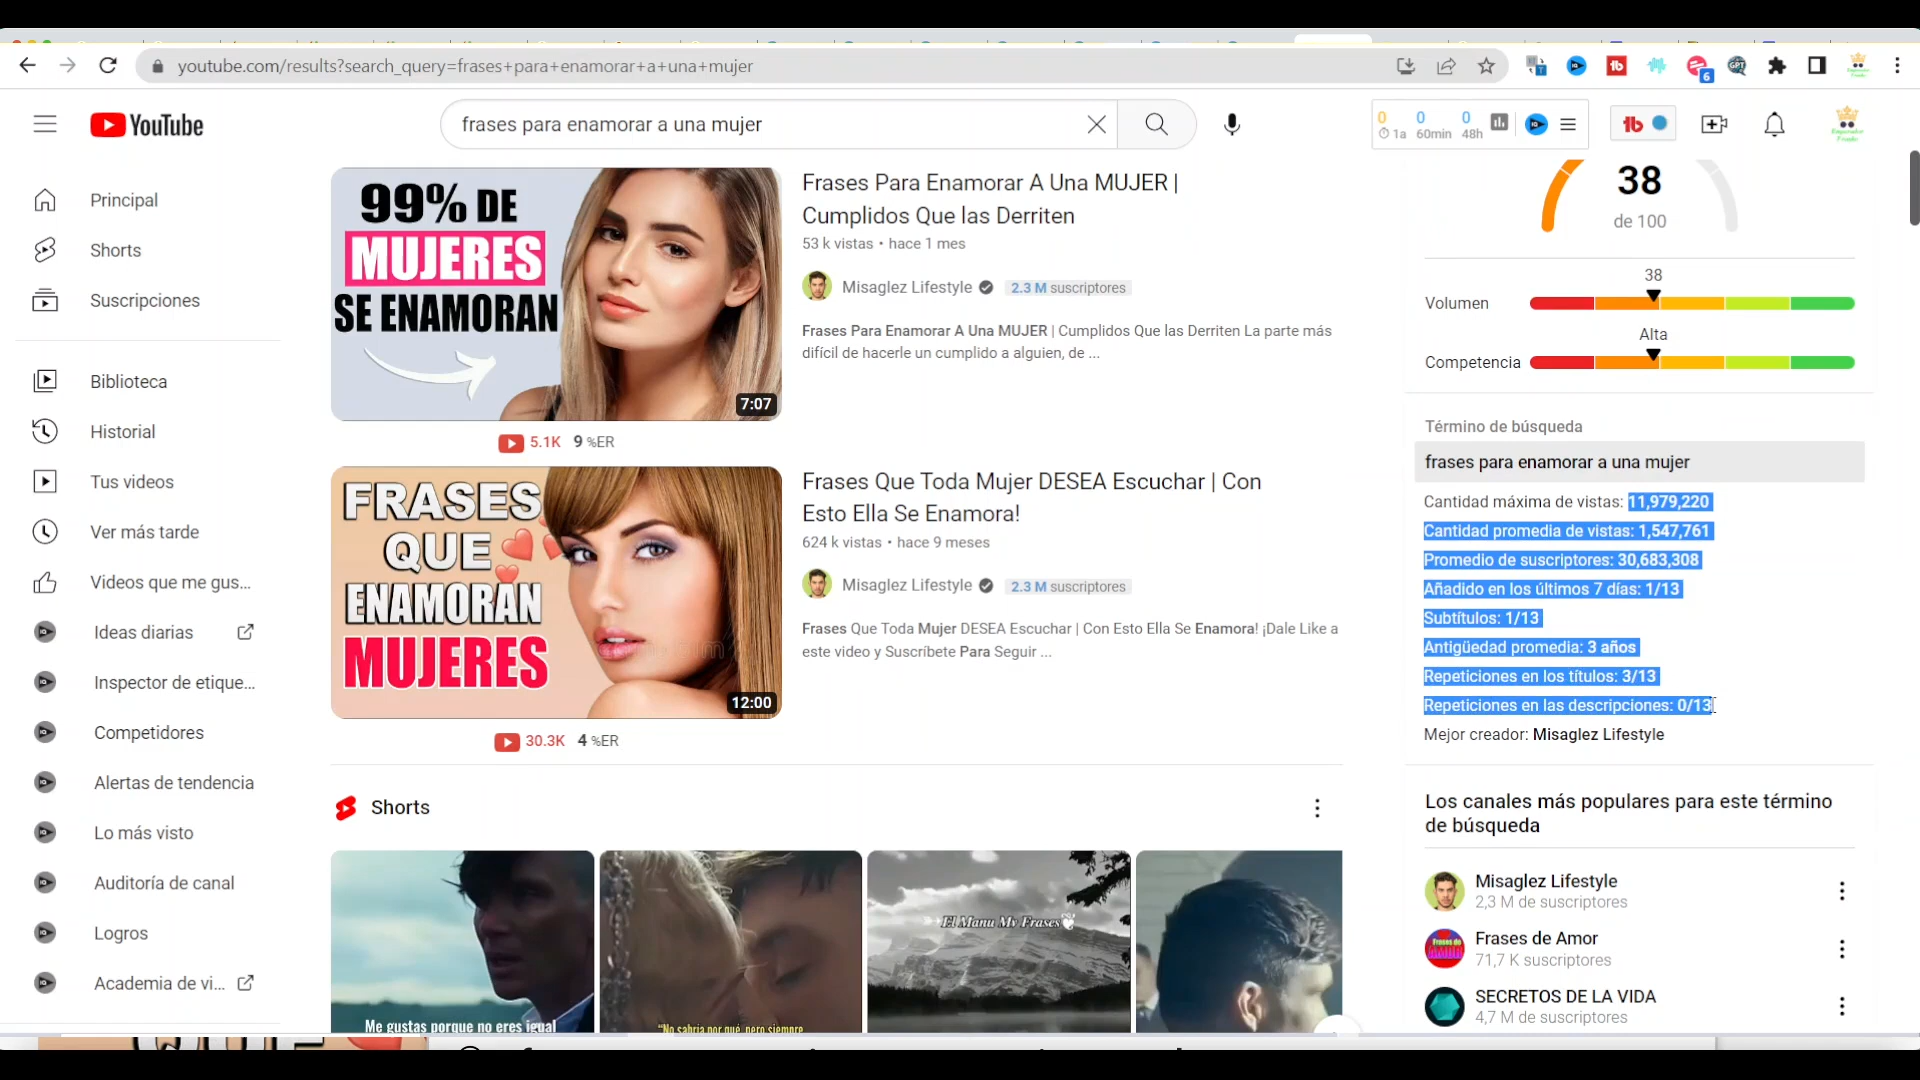 youtube.com/results?search_query=frases+para+enamorar+a+una+mujer
6
GPT
YouTube
frases para enamorar a una mujer
0 0 0
1a 60min 48h
Principal
Shorts
Suscripciones
Biblioteca
Historial
Tus videos
Ver más tarde
Videos que me gus...
Ideas diarias
Inspector de etique...
Competidores
Alertas de tendencia
Lo más visto
Auditoría de canal
Logros
Academia de vi...
99% DE
MUJERES
SE ENAMORAN
7:07
5.1K 9 %ER
Frases Para Enamorar A Una MUJER |
Cumplidos Que las Derriten
53 k vistas • hace 1 mes
Misaglez Lifestyle 2.3 M suscriptores
Frases Para Enamorar A Una MUJER | Cumplidos Que las Derriten La parte más
difícil de hacerle un cumplido a alguien, de ...
FRASES
QUE
ENAMORAN
MUJERES
12:00
30.3K 4 %ER
Frases Que Toda Mujer DESEA Escuchar | Con
Esto Ella Se Enamora!
624 k vistas • hace 9 meses
Misaglez Lifestyle 2.3 M suscriptores
Frases Que Toda Mujer DESEA Escuchar | Con Esto Ella Se Enamora! ¡Dale Like a
este video y Suscríbete Para Seguir ...
Shorts
Me gustas porque no eres igual
"No sabria por qué, pero siempre
El Manu Mv Frases
38
de 100
38
Volumen
Alta
Competencia
Término de búsqueda
frases para enamorar a una mujer
Cantidad máxima de vistas: 11,979,220
Cantidad promedia de vistas: 1,547,761
Promedio de suscriptores: 30,683,308
Añadido en los últimos 7 días: 1/13
Subtítulos: 1/13
Antigüedad promedia: 3 años
Repeticiones en los títulos: 3/13
Repeticiones en las descripciones: 0/13
Mejor creador: Misaglez Lifestyle
Los canales más populares para este término
de búsqueda
Misaglez Lifestyle
2,3 M de suscriptores
Frases de Amor
71,7 K suscriptores
SECRETOS DE LA VIDA
4,7 M de suscriptores